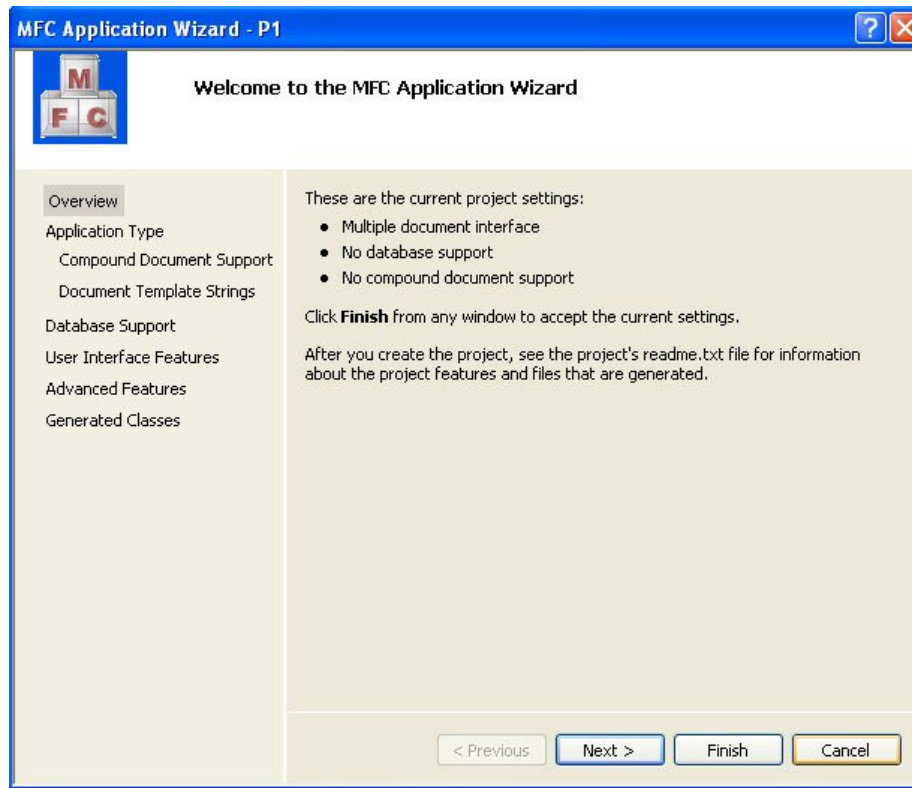 MFC Application Wizard - P1
M
F C
Welcome to the MFC Application Wizard
Overview
Application Type
Compound Document Support
Document Template Strings
Database Support
User Interface Features
Advanced Features
Generated Classes
These are the current project settings:
● Multiple document interface
● No database support
● No compound document support
Click Finish from any window to accept the current settings.
After you create the project, see the project's readme.txt file for information
about the project features and files that are generated.
< Previous Next > Finish Cancel